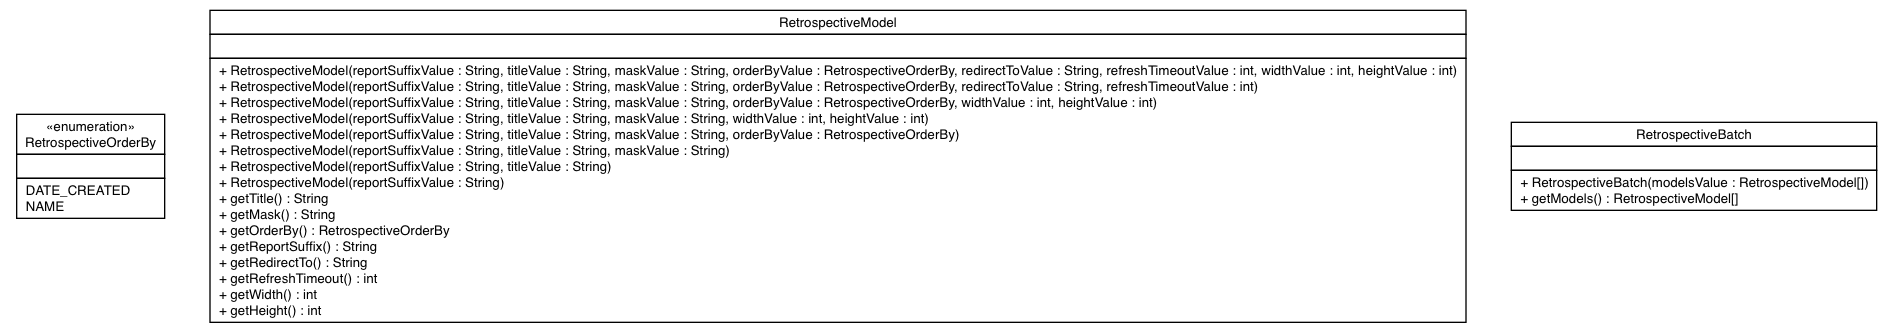 «enumeration»
RetrospectiveOrderBy
DATE_CREATED
NAME
RetrospectiveModel
+ RetrospectiveModel(reportSuffixValue : String, titleValue : String, maskValue : String, orderByValue : RetrospectiveOrderBy, redirectToValue : String, refreshTimeoutValue : int, widthValue : int, heightValue : int)
+ RetrospectiveModel(reportSuffixValue : String, titleValue : String, maskValue : String, orderByValue : RetrospectiveOrderBy, redirectToValue : String, refreshTimeoutValue : int)
+ RetrospectiveModel(reportSuffixValue : String, titleValue : String, maskValue : String, orderByValue : RetrospectiveOrderBy, widthValue : int, heightValue : int)
+ RetrospectiveModel(reportSuffixValue : String, titleValue : String, maskValue : String, widthValue : int, heightValue : int)
+ RetrospectiveModel(reportSuffixValue : String, titleValue : String, maskValue : String, orderByValue : RetrospectiveOrderBy)
+ RetrospectiveModel(reportSuffixValue : String, titleValue : String, maskValue : String)
+ RetrospectiveModel(reportSuffixValue : String, titleValue : String)
+ RetrospectiveModel(reportSuffixValue : String)
+ getTitle() : String
+ getMask() : String
+ getOrderBy() : RetrospectiveOrderBy
+ getReportSuffix() : String
+ getRedirectTo() : String
+ getRefreshTimeout() : int
+ getWidth() : int
+ getHeight() : int
RetrospectiveBatch
+ RetrospectiveBatch(modelsValue : RetrospectiveModel[])
+ getModels() : RetrospectiveModel[]